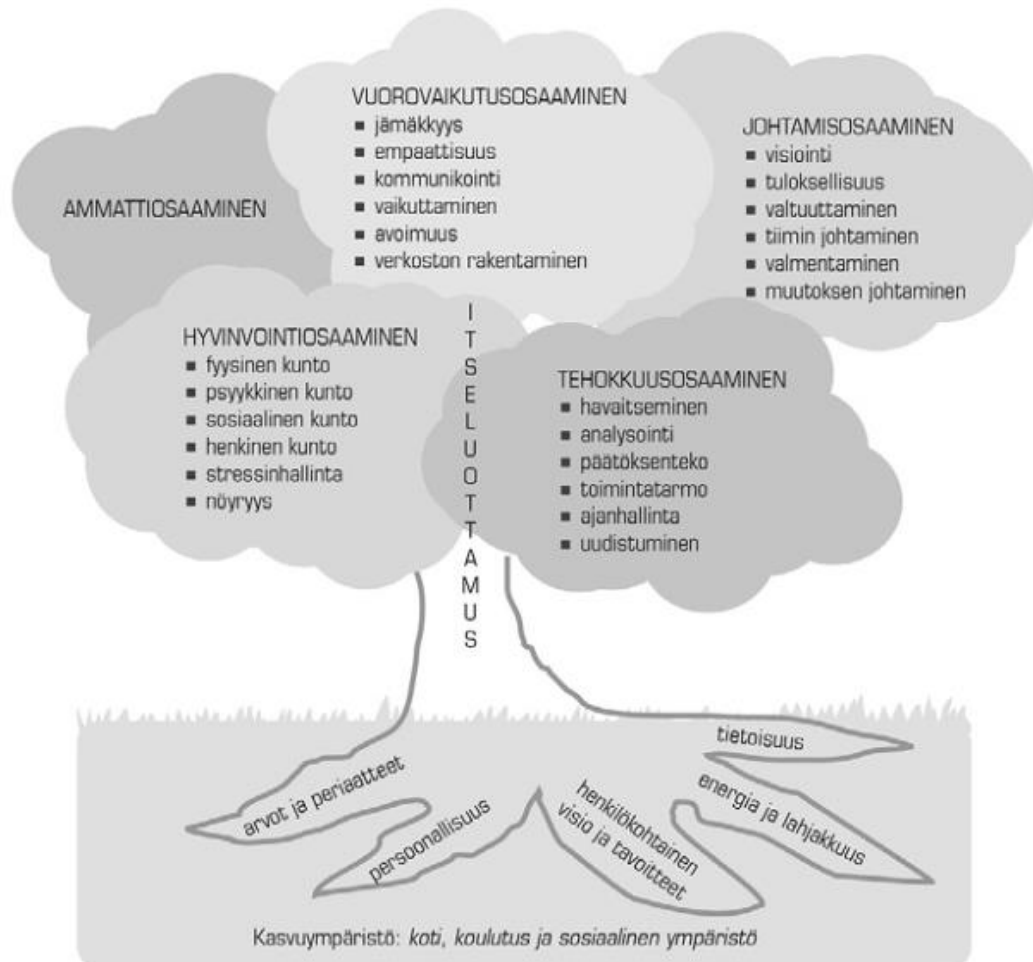 VUOROVAIKUTUSOSAAMINEN
▪ jämäkkyys
▪ empaattisuus
▪ kommunikointi
▪ vaikuttaminen
▪ avoimuus
▪ verkoston rakentaminen
JOHTAMISOSAAMINEN
▪ visiointi
▪ tuloksellisuus
▪ valtuuttaminen
▪ tiimin johtaminen
▪ valmentaminen
▪ muutoksen johtaminen
AMMATTIOSAAMINEN
HYVINVOINTIOSAAMINEN
▪ fyysinen kunto
▪ psyykkinen kunto
▪ sosiaalinen kunto
▪ henkinen kunto
▪ stressinhallinta
▪ nöyryys
ITSELUOTTAMUS
TEHOKKUUSOSAAMINEN
▪ havaitseminen
▪ analysointi
▪ päätöksenteko
▪ toimintatarmo
▪ ajanhallinta
▪ uudistuminen
arvot ja periaatteet
persoonallisuus
henkilökohtainen
visio ja tavoitteet
energia ja lahjakkuus
tietoisuus
Kasvuympäristö: koti, koulutus ja sosiaalinen ympäristö